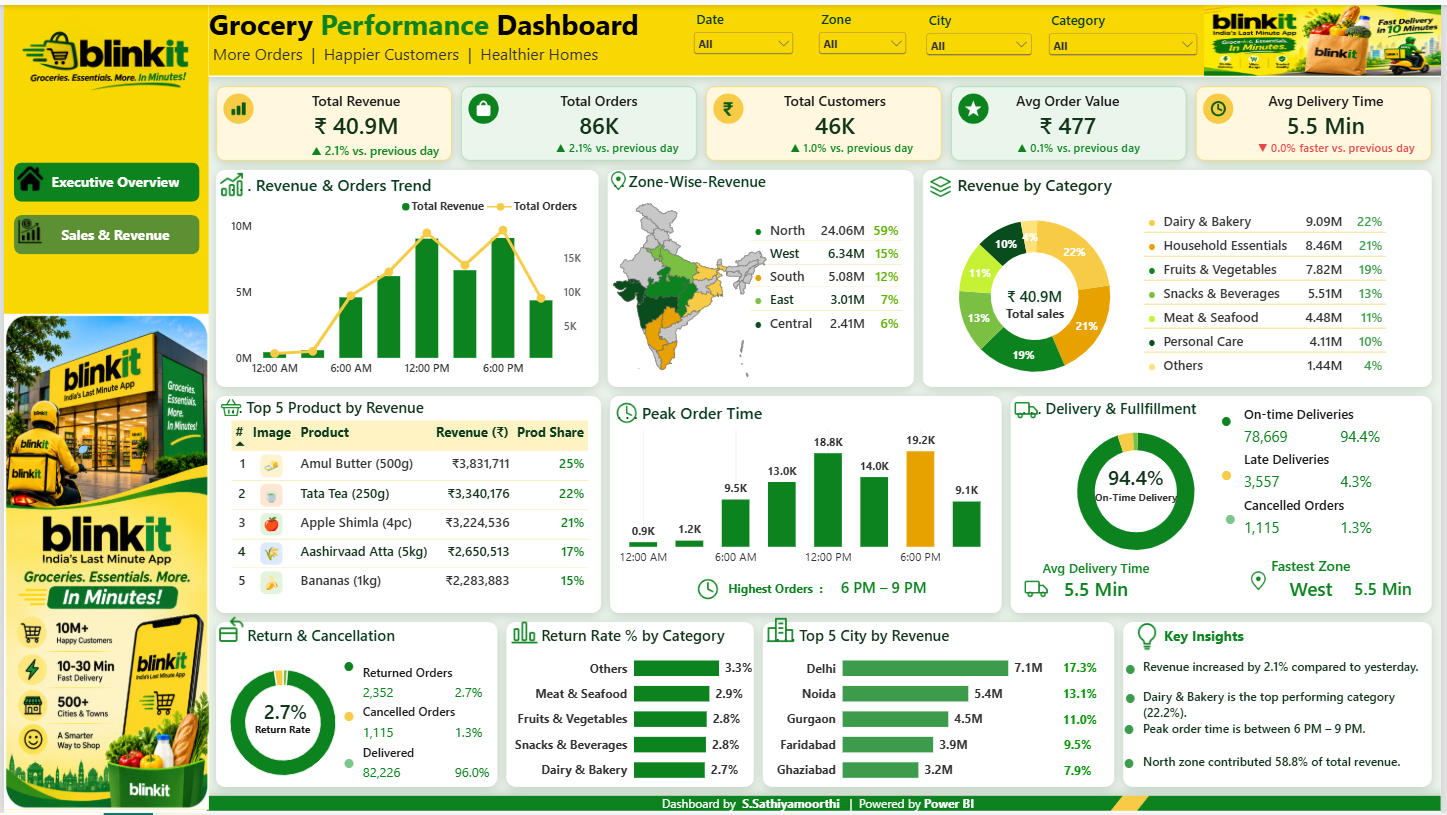 blinkit
Groceries. Essentials. More. In Minutes!
Executive Overview
Sales & Revenue
blinkit
India's Last Minute App
Groceries.
Essentials.
More.
In Minutes!
blinkit
blinkit
blinkit
blinkit
India's Last Minute App
Groceries. Essentials. More.
In Minutes!
10M+
Happy Customers
10-30 Min
Fast Delivery
500+
Cities & Towns
A Smarter
Way to Shop
blinkit
India's Last Minute App
blinkit
Grocery Performance Dashboard
More Orders | Happier Customers | Healthier Homes
Date
All
Zone
All
City
All
Category
All
blinkit
India's Last Minute App
Groceries. Essentials.
In Minutes!
blinkit
Fast Delivery
in 10 Minutes
Total Revenue
₹ 40.9M
▲ 2.1% vs. previous day
Total Orders
86K
▲ 2.1% vs. previous day
₹
Total Customers
46K
▲ 1.0% vs. previous day
Avg Order Value
₹ 477
▲ 0.1% vs. previous day
Avg Delivery Time
5.5 Min
▼ 0.0% faster vs. previous day
. Revenue & Orders Trend
Total Revenue Total Orders
10M
5M
0M
15K
10K
5K
12:00 AM 6:00 AM 12:00 PM 6:00 PM
Zone-Wise-Revenue
North 24.06M 59%
West 6.34M 15%
South 5.08M 12%
East 3.01M 7%
Central 2.41M 6%
Revenue by Category
22%
21%
19%
13%
11%
10%
4%
₹ 40.9M
Total sales
Dairy & Bakery 9.09M 22%
Household Essentials 8.46M 21%
Fruits & Vegetables 7.82M 19%
Snacks & Beverages 5.51M 13%
Meat & Seafood 4.48M 11%
Personal Care 4.11M 10%
Others 1.44M 4%
. Top 5 Product by Revenue
# Image Product Revenue (₹) Prod Share
1 Amul Butter (500g) ₹3,831,711 25%
2 Tata Tea (250g) ₹3,340,176 22%
3 Apple Shimla (4pc) ₹3,224,536 21%
4 Aashirvaad Atta (5kg) ₹2,650,513 17%
5 Bananas (1kg) ₹2,283,883 15%
Peak Order Time
0.9K
1.2K
9.5K
13.0K
18.8K
14.0K
19.2K
9.1K
12:00 AM 6:00 AM 12:00 PM 6:00 PM
Highest Orders : 6 PM – 9 PM
. Delivery & Fullfillment
94.4%
On-Time Delivery
On-time Deliveries
78,669 94.4%
Late Deliveries
3,557 4.3%
Cancelled Orders
1,115 1.3%
Avg Delivery Time
5.5 Min
Fastest Zone
West 5.5 Min
Return & Cancellation
2.7%
Return Rate
Returned Orders
2,352 2.7%
Cancelled Orders
1,115 1.3%
Delivered
82,226 96.0%
Return Rate % by Category
Others 3.3%
Meat & Seafood 2.9%
Fruits & Vegetables 2.8%
Snacks & Beverages 2.8%
Dairy & Bakery 2.7%
Top 5 City by Revenue
Delhi 7.1M 17.3%
Noida 5.4M 13.1%
Gurgaon 4.5M 11.0%
Faridabad 3.9M 9.5%
Ghaziabad 3.2M 7.9%
Key Insights
Revenue increased by 2.1% compared to yesterday.
Dairy & Bakery is the top performing category
(22.2%).
Peak order time is between 6 PM – 9 PM.
North zone contributed 58.8% of total revenue.
Dashboard by S.Sathiyamoorthi | Powered by Power BI